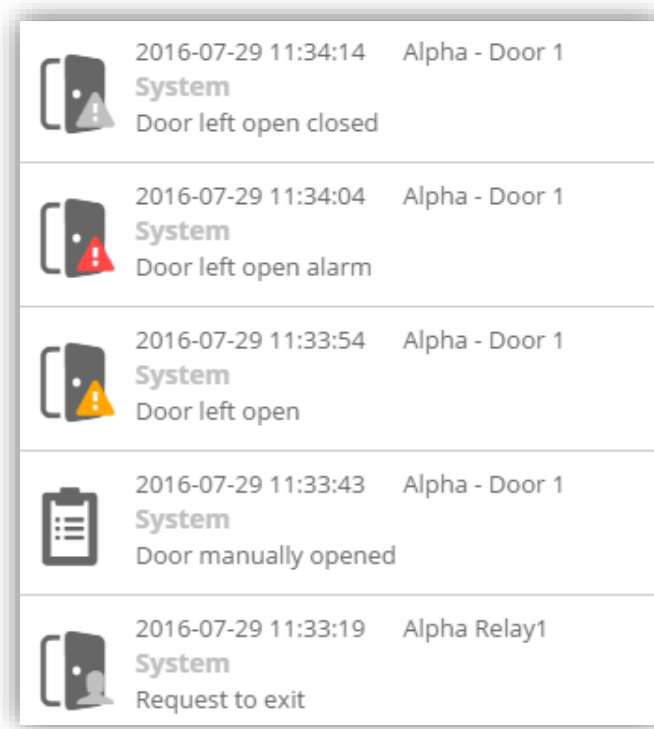 2016-07-29 11:34:14 Alpha - Door 1
System
Door left open closed
2016-07-29 11:34:04 Alpha - Door 1
System
Door left open alarm
2016-07-29 11:33:54 Alpha - Door 1
System
Door left open
2016-07-29 11:33:43 Alpha - Door 1
System
Door manually opened
2016-07-29 11:33:19 Alpha Relay1
System
Request to exit